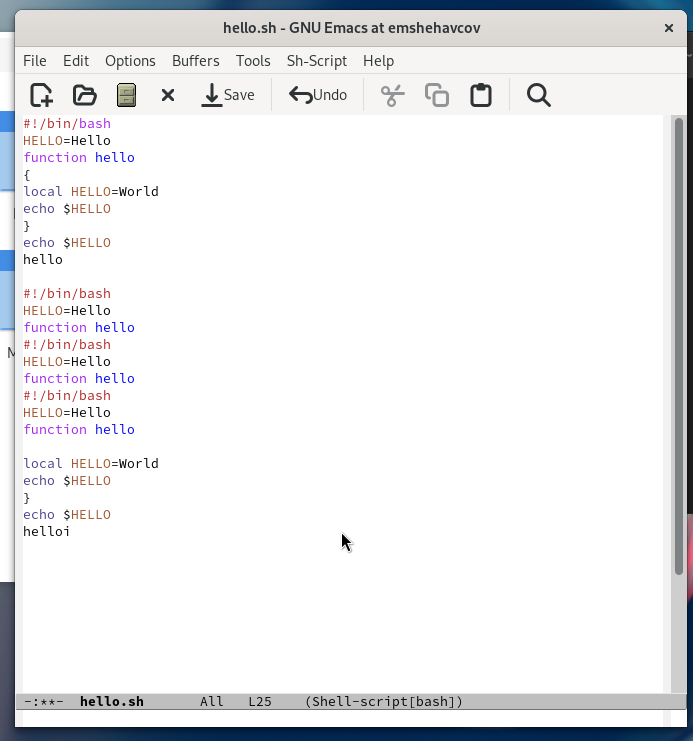 hello.sh - GNU Emacs at emshehavcov ×
File Edit Options Buffers Tools Sh-Script Help
Save Undo
#!/bin/bash
HELLO=Hello
function hello
{
local HELLO=World
echo $HELLO
}
echo $HELLO
hello
#!/bin/bash
HELLO=Hello
function hello
#!/bin/bash
HELLO=Hello
function hello
#!/bin/bash
HELLO=Hello
function hello
local HELLO=World
echo $HELLO
}
echo $HELLO
helloi
-:**- hello.sh All L25 (Shell-script[bash])